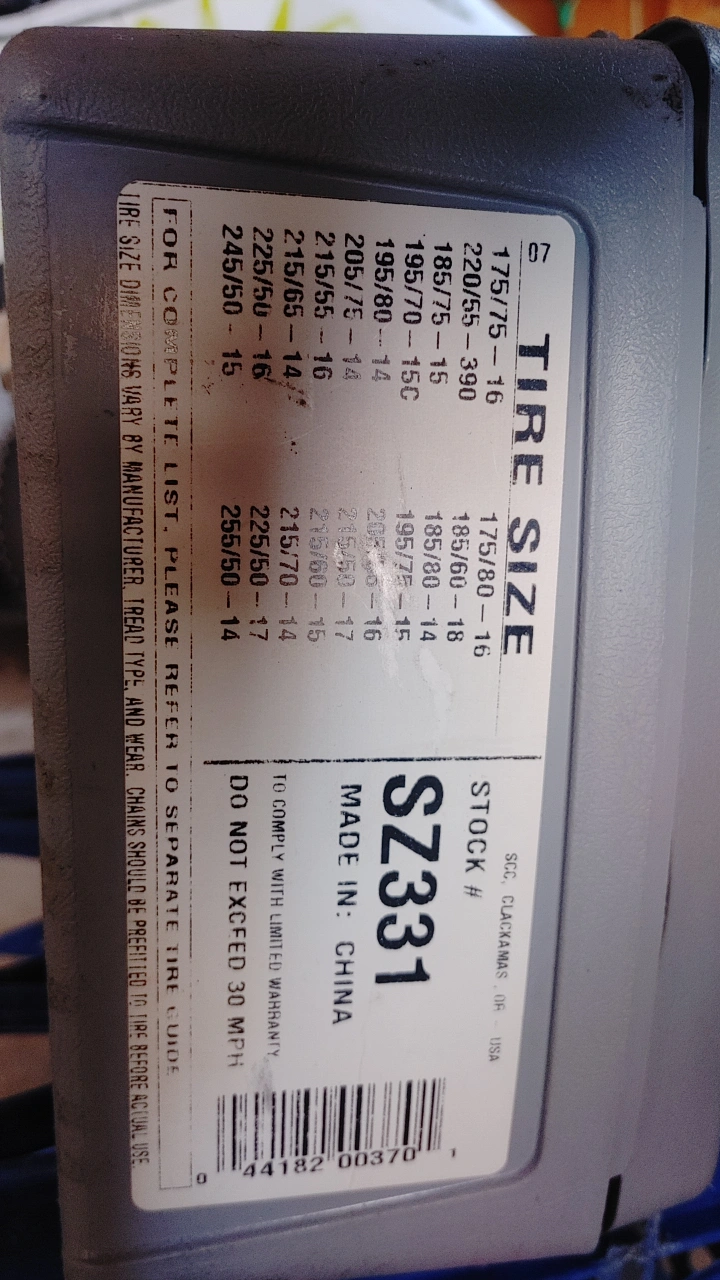 G TIRE SIZE
175/75 – 16 175/80 – 16
220/55 – 390 185/60 – 18
185/75 – 15 185/80 – 14
195/70 – 15C 195/75 – 15
195/80 – 14 – 16
205/75 – 14 – 17
215/55 – 16 215/60 – 15
215/65 – 14 215/70 – 14
225/50 – 16 225/50 – 17
245/50 – 15 255/50 – 14
SCC, CLACKAMAS, OR – USA
STOCK #
SZ331
MADE IN: CHINA
TO COMPLY WITH LIMITED WARRANTY,
DO NOT EXCEED 30 MPH
0 44182 00370 1
FOR COMPLETE LIST, PLEASE REFER TO SEPARATE TIRE GUIDE
TIRE SIZE DIMENSIONS VARY BY MANUFACTURER, TREAD TYPE, AND WEAR. CHAINS SHOULD BE PREFITTED TO TIRE BEFORE ACTUAL USE.